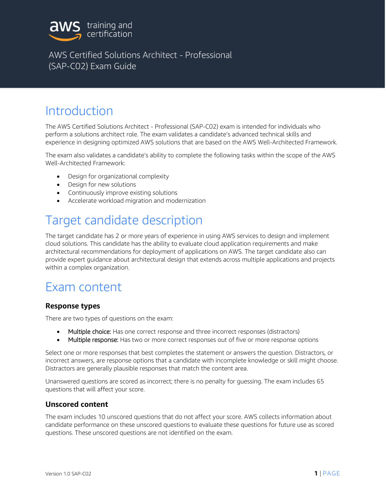 aws training and
certification
AWS Certified Solutions Architect - Professional
(SAP-C02) Exam Guide
Introduction
The AWS Certified Solutions Architect - Professional (SAP-C02) exam is intended for individuals who
perform a solutions architect role. The exam validates a candidate's advanced technical skills and
experience in designing optimized AWS solutions that are based on the AWS Well-Architected Framework.
The exam also validates a candidate's ability to complete the following tasks within the scope of the AWS
Well-Architected Framework:
• Design for organizational complexity
• Design for new solutions
• Continuously improve existing solutions
• Accelerate workload migration and modernization
Target candidate description
The target candidate has 2 or more years of experience in using AWS services to design and implement
cloud solutions. This candidate has the ability to evaluate cloud application requirements and make
architectural recommendations for deployment of applications on AWS. The target candidate also can
provide expert guidance about architectural design that extends across multiple applications and projects
within a complex organization.
Exam content
Response types
There are two types of questions on the exam:
• Multiple choice: Has one correct response and three incorrect responses (distractors)
• Multiple response: Has two or more correct responses out of five or more response options
Select one or more responses that best completes the statement or answers the question. Distractors, or
incorrect answers, are response options that a candidate with incomplete knowledge or skill might choose.
Distractors are generally plausible responses that match the content area.
Unanswered questions are scored as incorrect; there is no penalty for guessing. The exam includes 65
questions that will affect your score.
Unscored content
The exam includes 10 unscored questions that do not affect your score. AWS collects information about
candidate performance on these unscored questions to evaluate these questions for future use as scored
questions. These unscored questions are not identified on the exam.
Version 1.0 SAP-C02 1 | PAGE